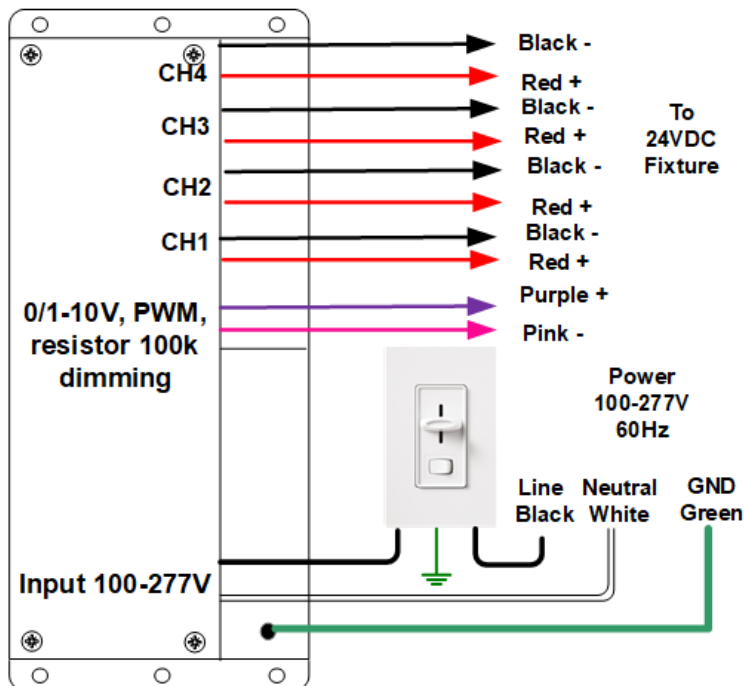 Black -
CH4
Red +
Black -
CH3
Red +
To
24VDC
Fixture
Black -
CH2
Red +
Black -
CH1
Red +
Purple +
0/1-10V, PWM,
resistor 100k
dimming
Pink -
Power
100-277V
60Hz
Line
Black
Neutral
White
GND
Green
Input 100-277V